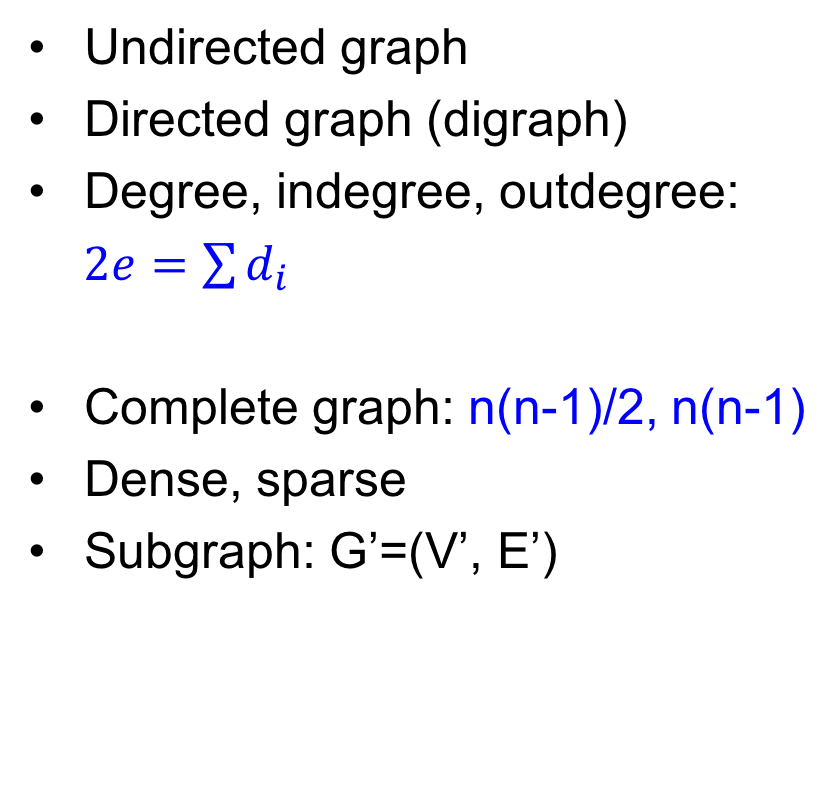 • Undirected graph
• Directed graph (digraph)
• Degree, indegree, outdegree:
2e = ∑ dᵢ
• Complete graph: n(n-1)/2, n(n-1)
• Dense, sparse
• Subgraph: G’=(V’, E’)